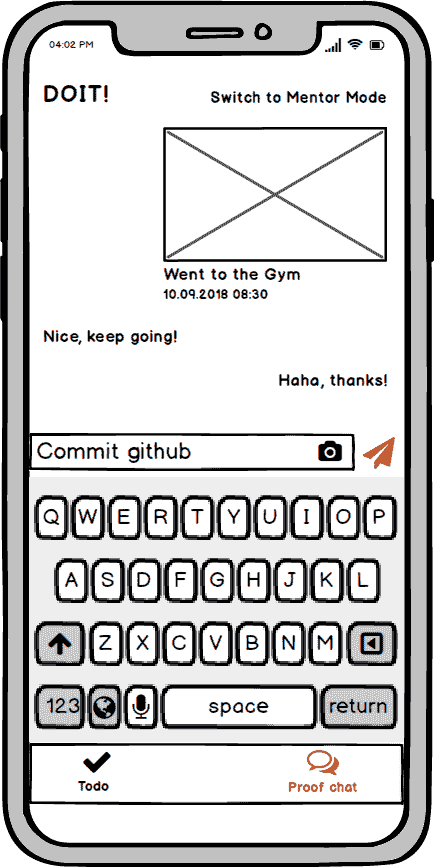 04:02 PM
DOIT!
Switch to Mentor Mode
Went to the Gym
10.09.2018 08:30
Nice, keep going!
Haha, thanks!
Commit github
Q W E R T Y U I O P
A S D F G H J K L
Z X C V B N M
123 space return
Todo Proof chat